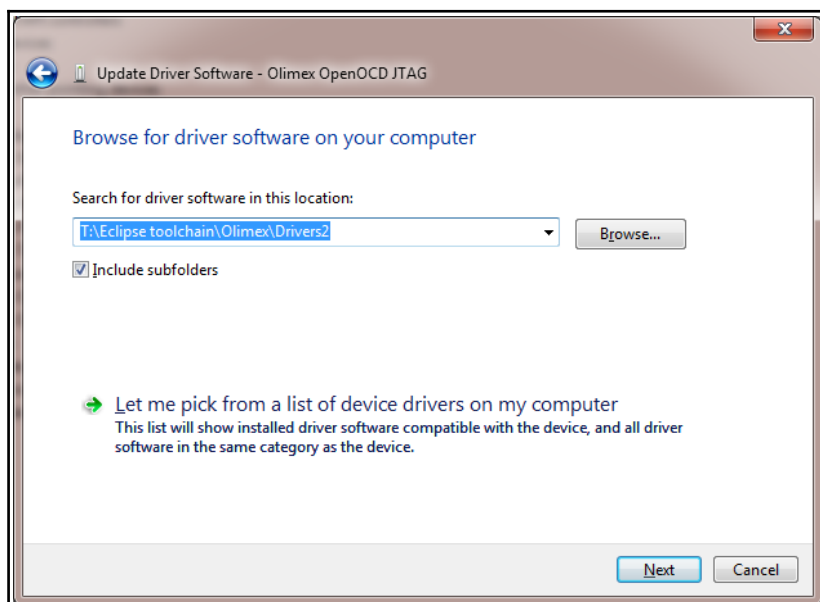 Update Driver Software - Olimex OpenOCD JTAG
Browse for driver software on your computer
Search for driver software in this location:
T:\Eclipse toolchain\Olimex\Drivers2
Browse...
Include subfolders
Let me pick from a list of device drivers on my computer
This list will show installed driver software compatible with the device, and all driver
software in the same category as the device.
Next
Cancel